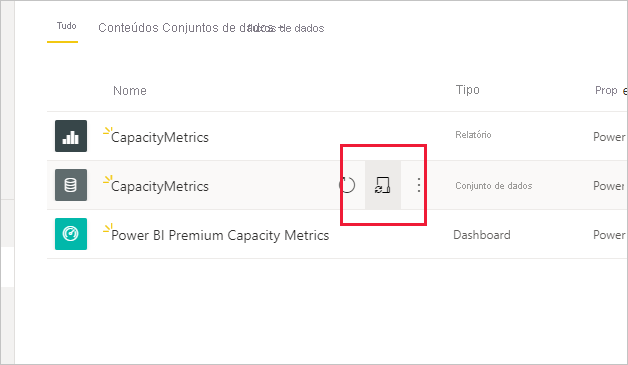 Tudo Conteúdos Conjuntos de dados + fluxos de dados
Nome Tipo Prop
CapacityMetrics Relatório Power
CapacityMetrics Conjunto de dados Power
Power BI Premium Capacity Metrics Dashboard Power